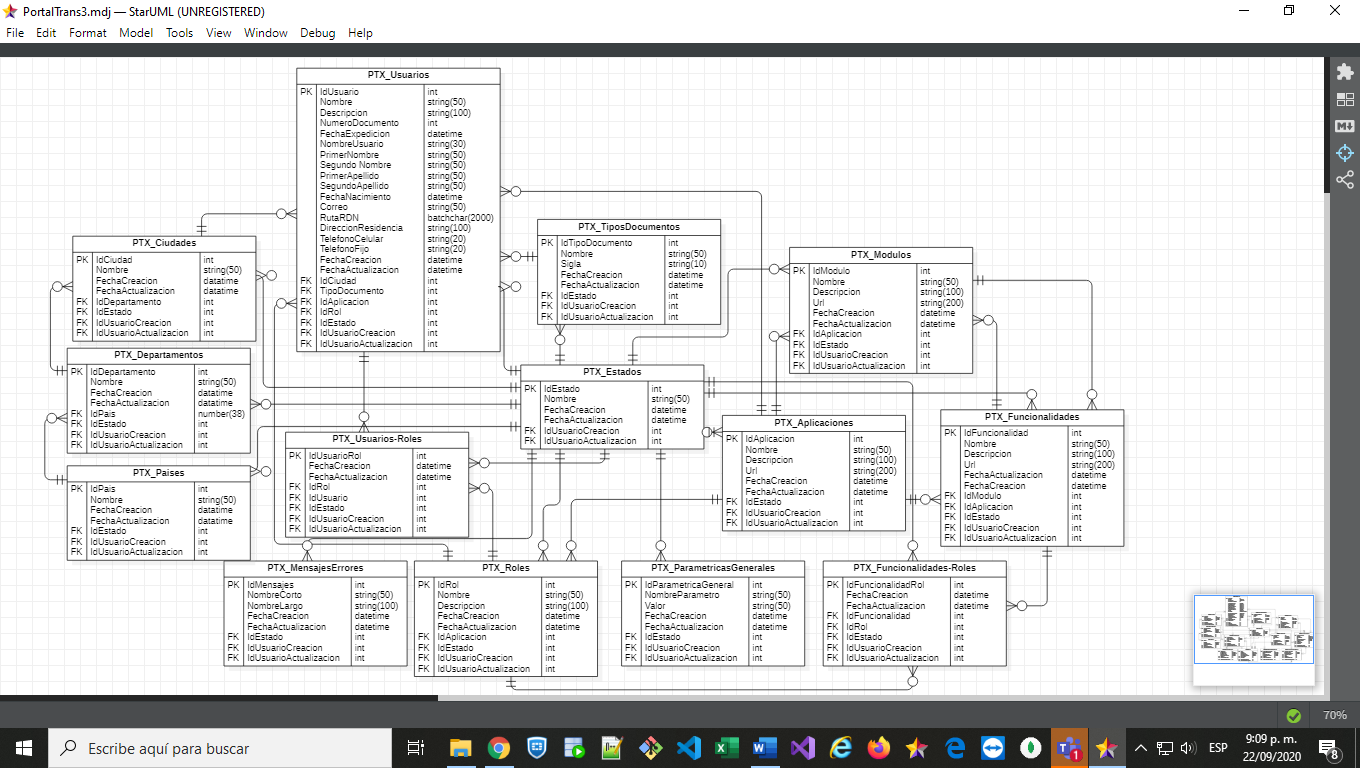 PortalTrans3.mdj — StarUML (UNREGISTERED)
File Edit Format Model Tools View Window Debug Help
PTX_Usuarios
PK IdUsuario int
Nombre string(50)
Descripcion string(100)
NumeroDocumento int
FechaExpedicion datetime
NombreUsuario string(30)
PrimerNombre string(50)
Segundo Nombre string(50)
PrimerApellido string(50)
SegundoApellido string(50)
FechaNacimiento datetime
Correo string(50)
RutaRDN batchchar(2000)
DireccionResidencia string(100)
TelefonoCelular string(20)
TelefonoFijo string(20)
FechaCreacion datetime
FechaActualizacion datetime
FK IdCiudad int
FK TipoDocumento int
FK IdAplicacion int
FK IdRol int
FK IdEstado int
FK IdUsuarioCreacion int
FK IdUsuarioActualizacion int
PTX_Ciudades
PK IdCiudad int
Nombre string(50)
FechaCreacion datatime
FechaActualizacion datatime
FK IdDepartamento int
FK IdEstado int
FK IdUsuarioCreacion int
FK IdUsuarioActualizacion int
PTX_TiposDocumentos
PK IdTipoDocumento int
Nombre string(50)
Sigla string(10)
FechaCreacion datetime
FechaActualizacion datetime
FK IdEstado int
FK IdUsuarioCreacion int
FK IdUsuarioActualizacion int
PTX_Modulos
PK IdModulo int
Nombre string(50)
Descripcion string(100)
Url string(200)
FechaCreacion datetime
FechaActualizacion datetime
FK IdAplicacion int
FK IdEstado int
FK IdUsuarioCreacion int
FK IdUsuarioActualizacion int
PTX_Departamentos
PK IdDepartamento int
Nombre string(50)
FechaCreacion datatime
FechaActualizacion datatime
FK IdPais number(38)
FK IdEstado int
FK IdUsuarioCreacion int
FK IdUsuarioActualizacion int
PTX_Estados
PK IdEstado int
Nombre string(50)
FechaCreacion datetime
FechaActualizacion datetime
FK IdUsuarioCreacion int
FK IdUsuarioActualizacion int
PTX_Aplicaciones
PK IdAplicacion int
Nombre string(50)
Descripcion string(100)
Url string(200)
FechaCreacion datetime
FechaActualizacion datetime
FK IdEstado int
FK IdUsuarioCreacion int
FK IdUsuarioActualizacion int
PTX_Funcionalidades
PK IdFuncionalidad int
Nombre string(50)
Descripcion string(100)
Url string(200)
FechaActualizacion datetime
FechaCreacion datetime
FK IdModulo int
FK IdAplicacion int
FK IdEstado int
FK IdUsuarioCreacion int
FK IdUsuarioActualizacion int
PTX_Usuarios-Roles
PK IdUsuarioRol int
FechaCreacion datetime
FechaActualizacion datetime
FK IdRol int
FK IdUsuario int
FK IdEstado int
FK IdUsuarioCreacion int
FK IdUsuarioActualizacion int
PTX_Paises
PK IdPais int
Nombre string(50)
FechaCreacion datatime
FechaActualizacion datatime
FK IdEstado int
FK IdUsuarioCreacion int
FK IdUsuarioActualizacion int
PTX_MensajesErrores
PK IdMensajes int
NombreCorto string(50)
NombreLargo string(100)
FechaCreacion datetime
FechaActualizacion datetime
FK IdEstado int
FK IdUsuarioCreacion int
FK IdUsuarioActualizacion int
PTX_Roles
PK IdRol int
Nombre string(50)
Descripcion string(100)
FechaCreacion datetime
FechaActualizacion datetime
FK IdAplicacion int
FK IdEstado int
FK IdUsuarioCreacion int
FK IdUsuarioActualizacion int
PTX_ParametricasGenerales
PK IdParametricaGeneral int
NombreParametro string(50)
Valor string(50)
FechaCreacion datetime
FechaActualizacion datetime
FK IdEstado int
FK IdUsuarioCreacion int
FK IdUsuarioActualizacion int
PTX_Funcionalidades-Roles
PK IdFuncionalidadRol int
FechaCreacion datetime
FechaActualizacion datetime
FK IdFuncionalidad int
FK IdRol int
FK IdEstado int
FK IdUsuarioCreacion int
FK IdUsuarioActualizacion int
70%
Escribe aquí para buscar
ESP
9:09 p. m.
22/09/2020
8